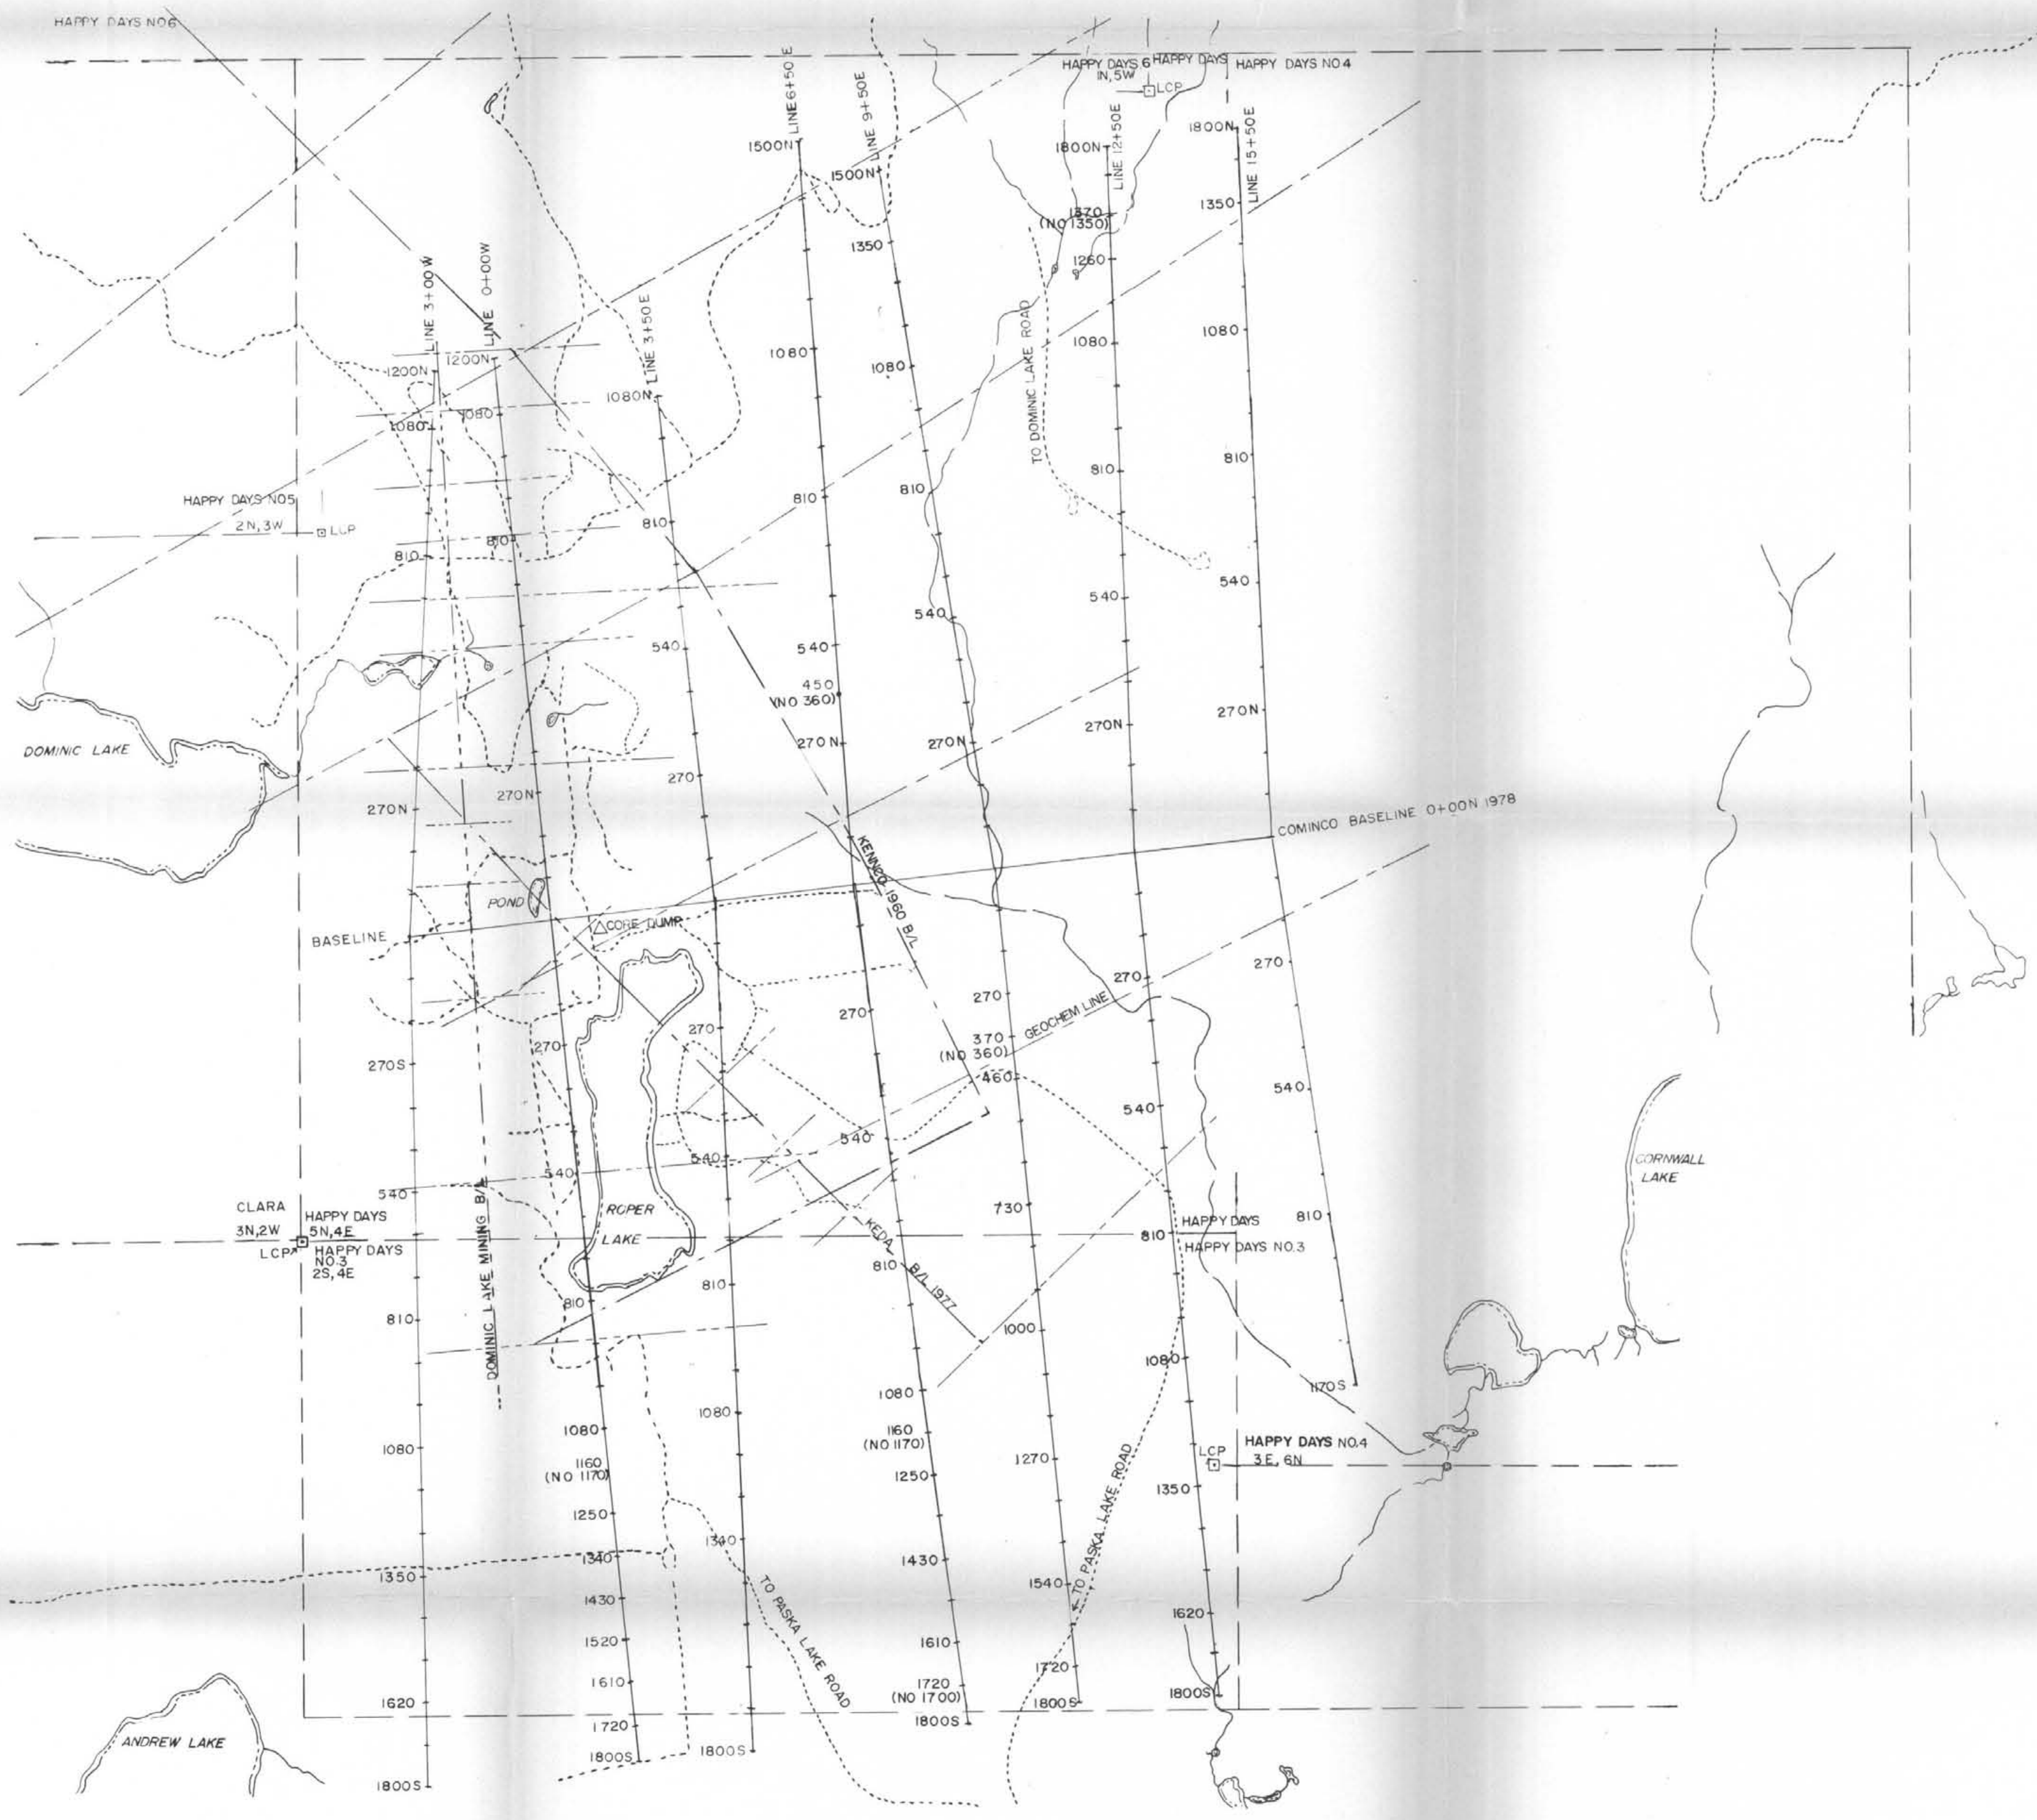 HAPPY DAYS NO6
HAPPY DAYS 6
1N, 5W
HAPPY DAYS
HAPPY DAYS NO4
LCP
LINE 3+00W
LINE 0+00W
LINE 3+50E
LINE 6+50E
LINE 9+50E
LINE 12+50E
LINE 15+50E
1200N
1080
810
270N
BASELINE
270S
540
810
1080
1350
1620
1800S
1200N
1080
810
270N
270
540
810
1080
1160
(NO 1170)
1250
1340
1430
1520
1610
1720
1800S
1080N
810
540
270
270
540
810
1080
1340
1800S
1500N
1080
810
540
450
(NO 360)
270N
270
540
810
1080
1160
(NO 1170)
1250
1430
1610
1720
(NO 1700)
1800S
1500N
1350
1080
810
540
270N
270
370
(NO 360)
460
730
1000
1270
1540
1720
1800S
1800N
1370
(NO 1350)
1260
1080
810
540
270N
270
540
810
1080
1350
1620
1800S
1800N
1350
1080
810
540
270N
270
540
810
1170S
HAPPY DAYS NO5
2N, 3W
LCP
TO DOMINIC LAKE ROAD
DOMINIC LAKE
COMINCO BASELINE 0+00N 1978
KENNCO 1960 B/L
POND
CORE DUMP
GEOCHEM LINE
CORNWALL
LAKE
CLARA
3N,2W
HAPPY DAYS
5N,4E
LCP
HAPPY DAYS
NO.3
2S,4E
ROPER
LAKE
DOMINIC LAKE MINING B/L
KEDA B/L 1977
HAPPY DAYS
HAPPY DAYS NO.3
LCP
HAPPY DAYS NO.4
3E, 6N
TO PASKA LAKE ROAD
TO PASKA LAKE ROAD
ANDREW LAKE